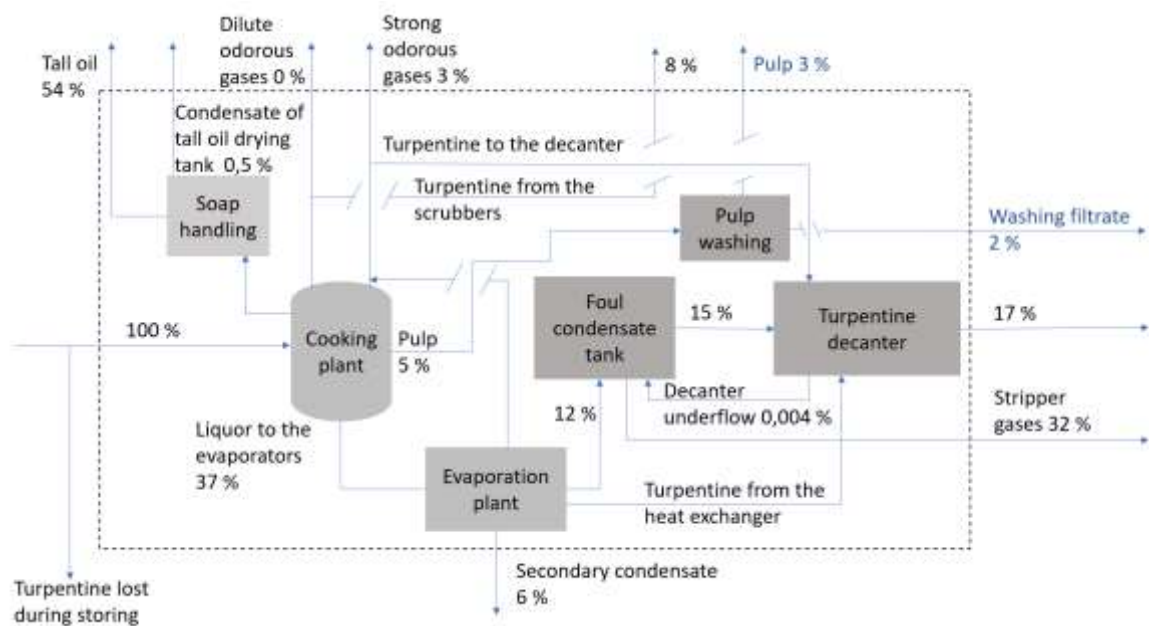 Tall oil
54 %
Dilute
odorous
gases 0 %
Strong
odorous
gases 3 %
8 %
Pulp 3 %
Condensate of
tall oil drying
tank 0,5 %
Turpentine to the decanter
Turpentine from the
scrubbers
Soap
handling
Pulp
washing
Washing filtrate
2 %
100 %
Cooking
plant
Pulp
5 %
Foul
condensate
tank
15 %
Turpentine
decanter
17 %
Decanter
underflow 0,004 %
12 %
Stripper
gases 32 %
Liquor to the
evaporators
37 %
Evaporation
plant
Turpentine from the
heat exchanger
Secondary condensate
6 %
Turpentine lost
during storing